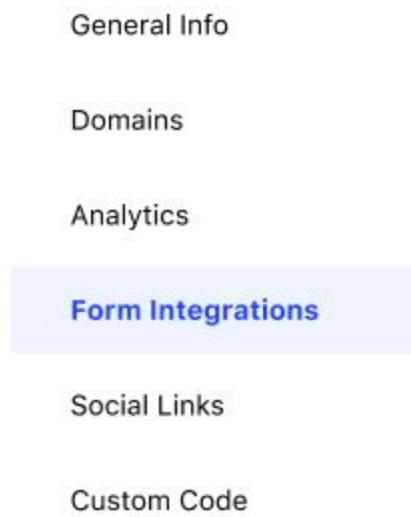 General Info
Domains
Analytics
Form Integrations
Social Links
Custom Code